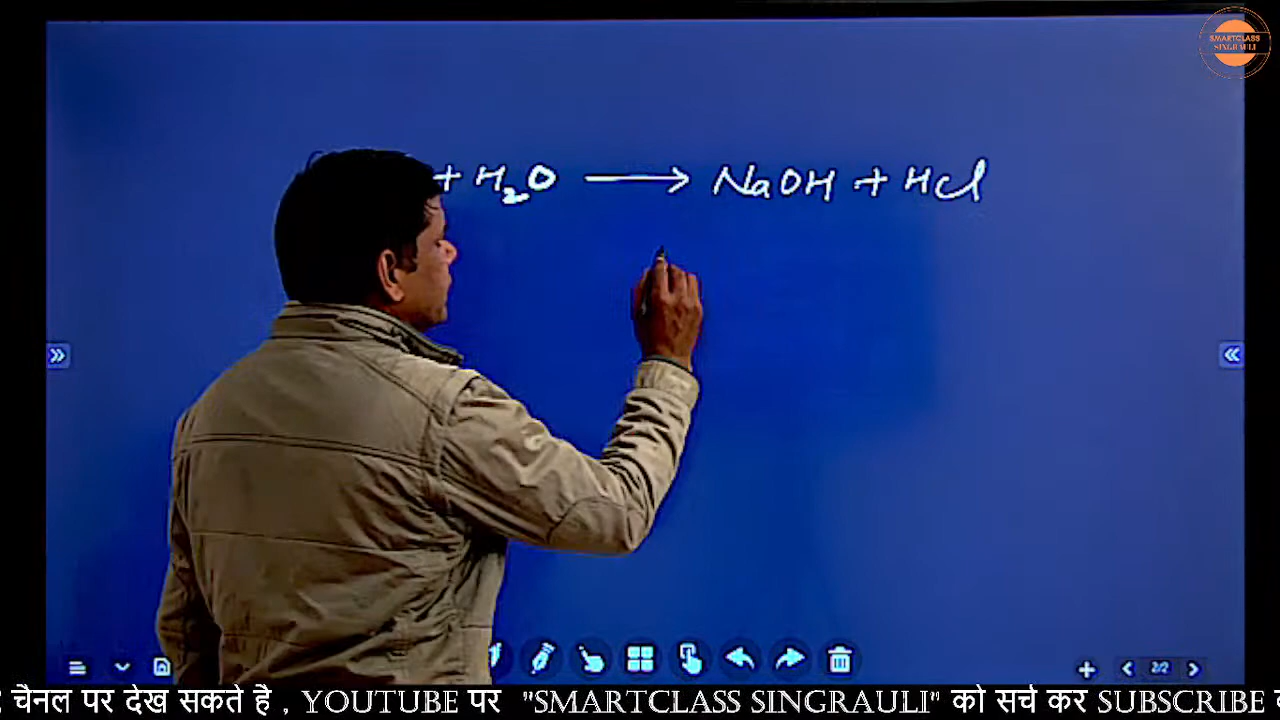 SMARTCLASS
SINGRAULI
+ H₂O ⟶ NaOH + HCl
2/2
चैनल पर देख सकते है , YOUTUBE पर "SMARTCLASS SINGRAULI" को सर्च कर SUBSCRIBE